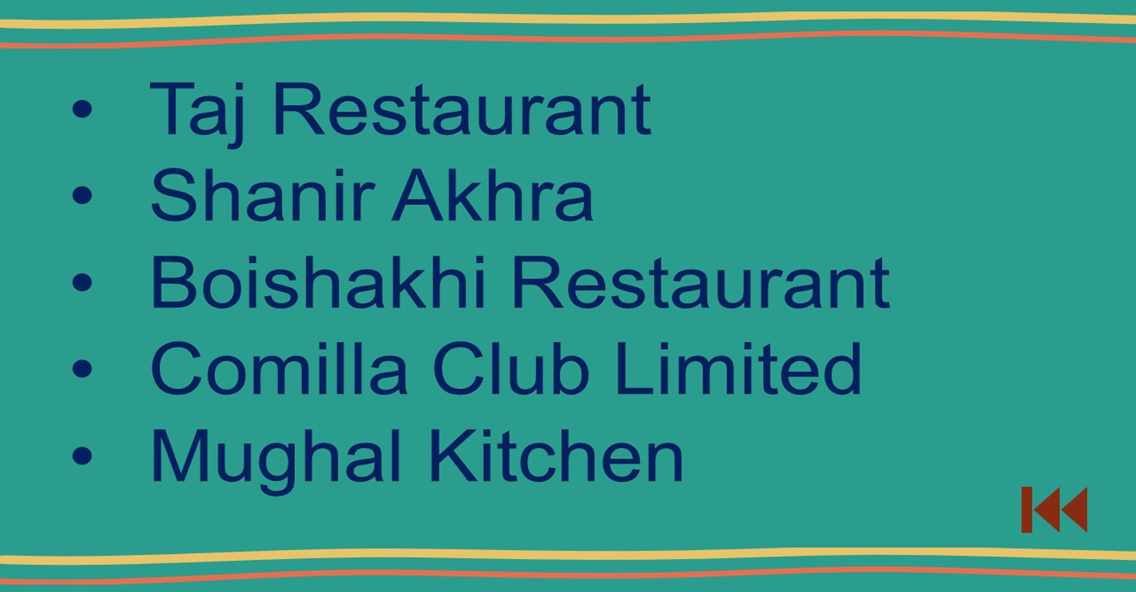 • Taj Restaurant
• Shanir Akhra
• Boishakhi Restaurant
• Comilla Club Limited
• Mughal Kitchen